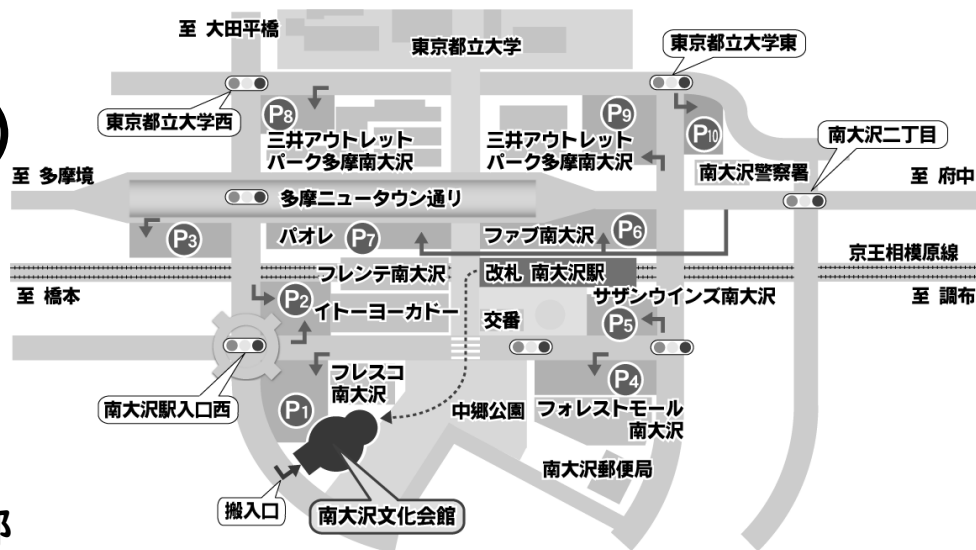 至 大田平橋
東京都立大学
東京都立大学東
東京都立大学西
P8
P9
P10
南大沢二丁目
三井アウトレット
パーク多摩南大沢
三井アウトレット
パーク多摩南大沢
南大沢警察署
至 多摩境
多摩ニュータウン通り
至 府中
P3
パオレ
P7
ファブ南大沢
P6
京王相模原線
フレンテ南大沢
改札 南大沢駅
至 橋本
P2
イトーヨーカドー
サザンウインズ南大沢
至 調布
交番
P5
フレスコ
南大沢
P4
南大沢駅入口西
P1
中郷公園
フォレストモール
南大沢
南大沢郵便局
搬入口
南大沢文化会館